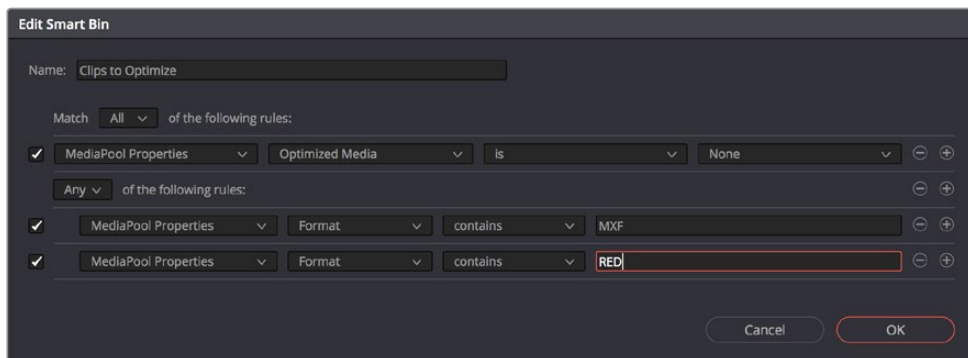 Edit Smart Bin
Name: Clips to Optimize
Match All of the following rules:
MediaPool Properties Optimized Media is None
Any of the following rules:
MediaPool Properties Format contains MXF
MediaPool Properties Format contains RED
Cancel OK